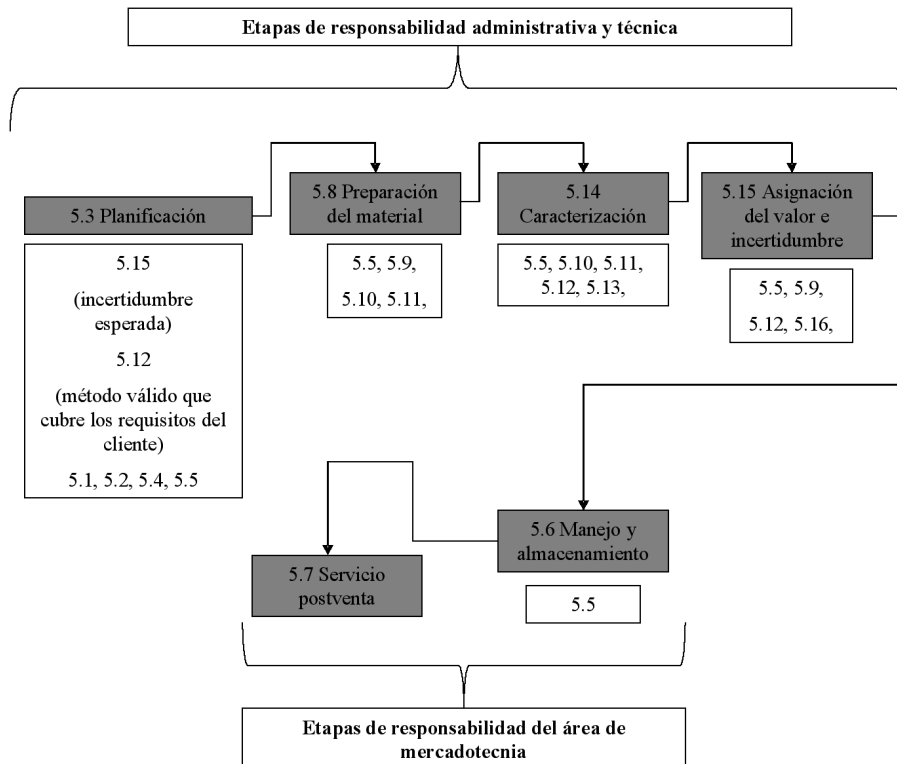 Etapas de responsabilidad administrativa y técnica
5.3 Planificación
5.8 Preparación
del material
5.14
Caracterización
5.15 Asignación
del valor e
incertidumbre
5.15
(incertidumbre
esperada)
5.12
(método válido que
cubre los requisitos del
cliente)
5.1, 5.2, 5.4, 5.5
5.5, 5.9,
5.10, 5.11,
5.5, 5.10, 5.11,
5.12, 5.13,
5.5, 5.9,
5.12, 5.16,
5.6 Manejo y
almacenamiento
5.5
5.7 Servicio
postventa
Etapas de responsabilidad del área de
mercadotecnia